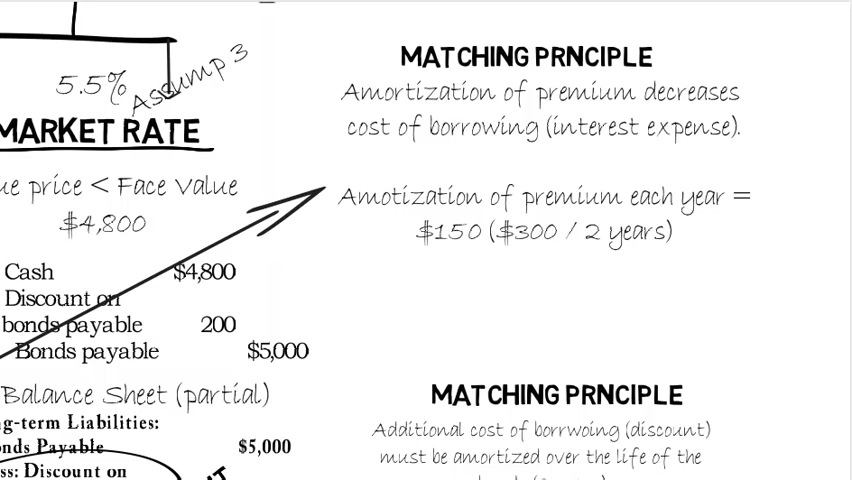 5.5%
Assump 3
MARKET RATE
ue price < Face Value
$4,800
Cash $4,800
Discount on
bonds payable 200
Bonds payable $5,000
Balance Sheet (partial)
ng-term Liabilities:
onds Payable $5,000
ss: Discount on
MATCHING PRNCIPLE
Amortization of premium decreases
cost of borrowing (interest expense).
Amotization of premium each year =
$150 ($300 / 2 years)
MATCHING PRNCIPLE
Additional cost of borrwoing (discount)
must be amortized over the life of the